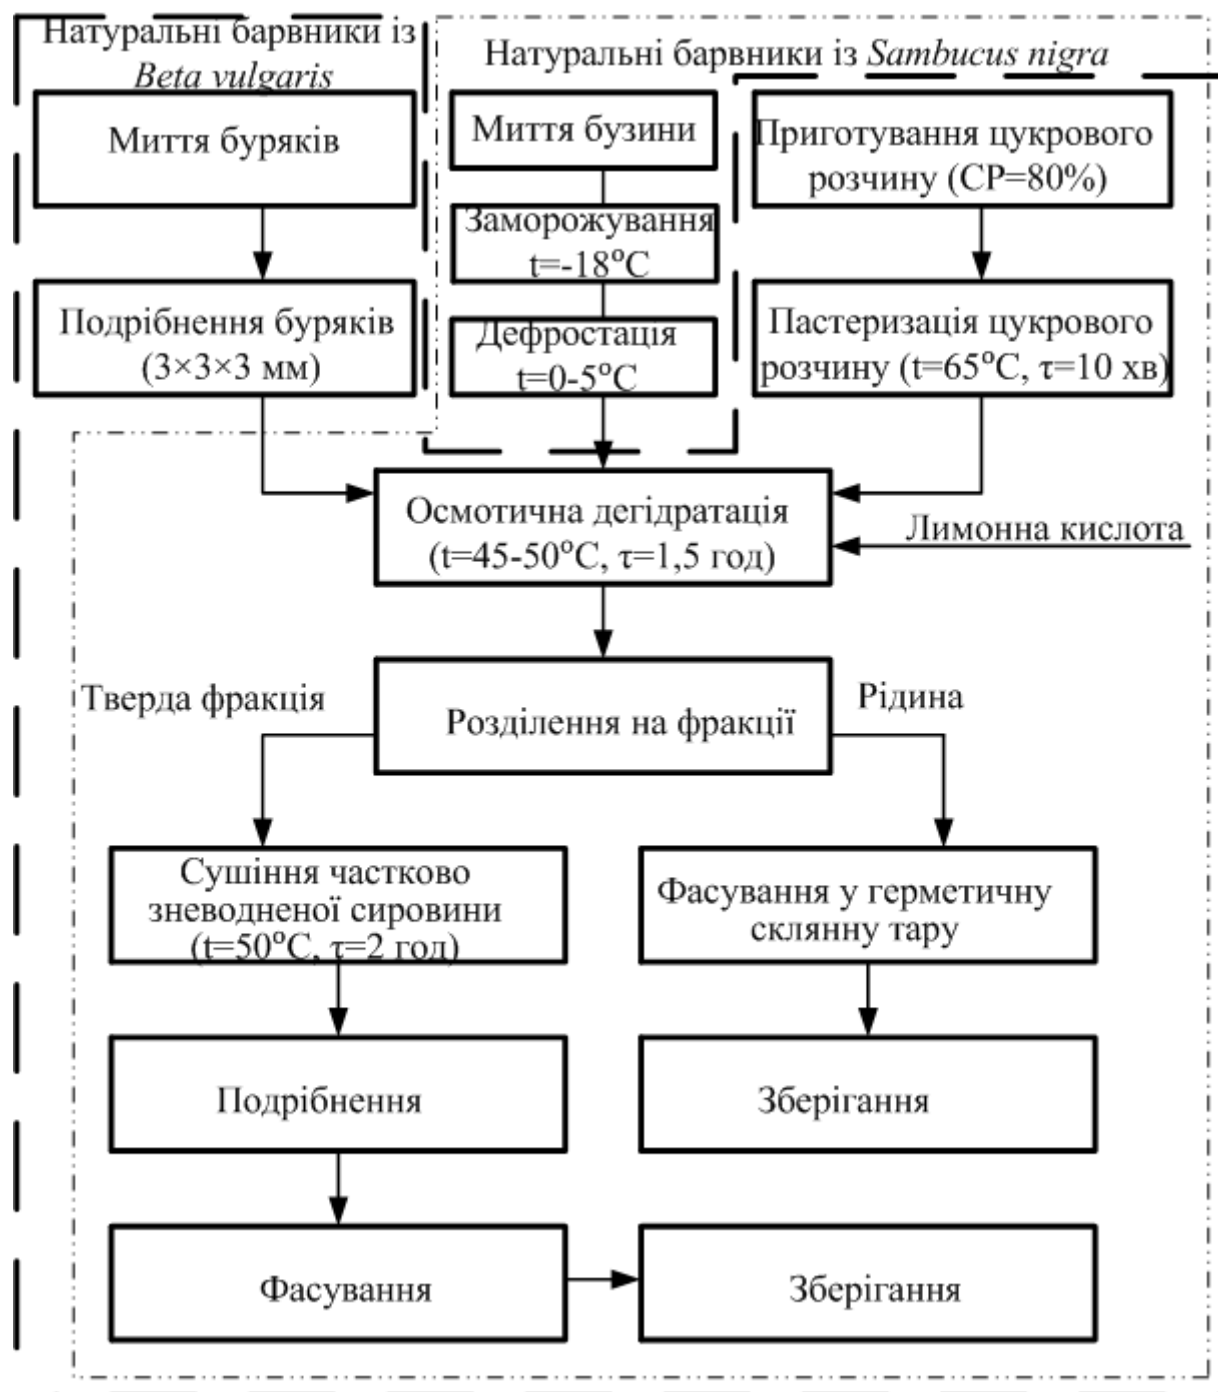 Натуральні барвники із
Beta vulgaris
Натуральні барвники із Sambucus nigra
Миття буряків
Миття бузини
Приготування цукрового
розчину (СР=80%)
Заморожування
t=-18°С
Подрібнення буряків
(3×3×3 мм)
Дефростація
t=0-5°С
Пастеризація цукрового
розчину (t=65°С, τ=10 хв)
Осмотична дегідратація
(t=45-50°С, τ=1,5 год)
Лимонна кислота
Тверда фракція
Розділення на фракції
Рідина
Сушіння частково
зневодненої сировини
(t=50°С, τ=2 год)
Фасування у герметичну
склянну тару
Подрібнення
Зберігання
Фасування
Зберігання